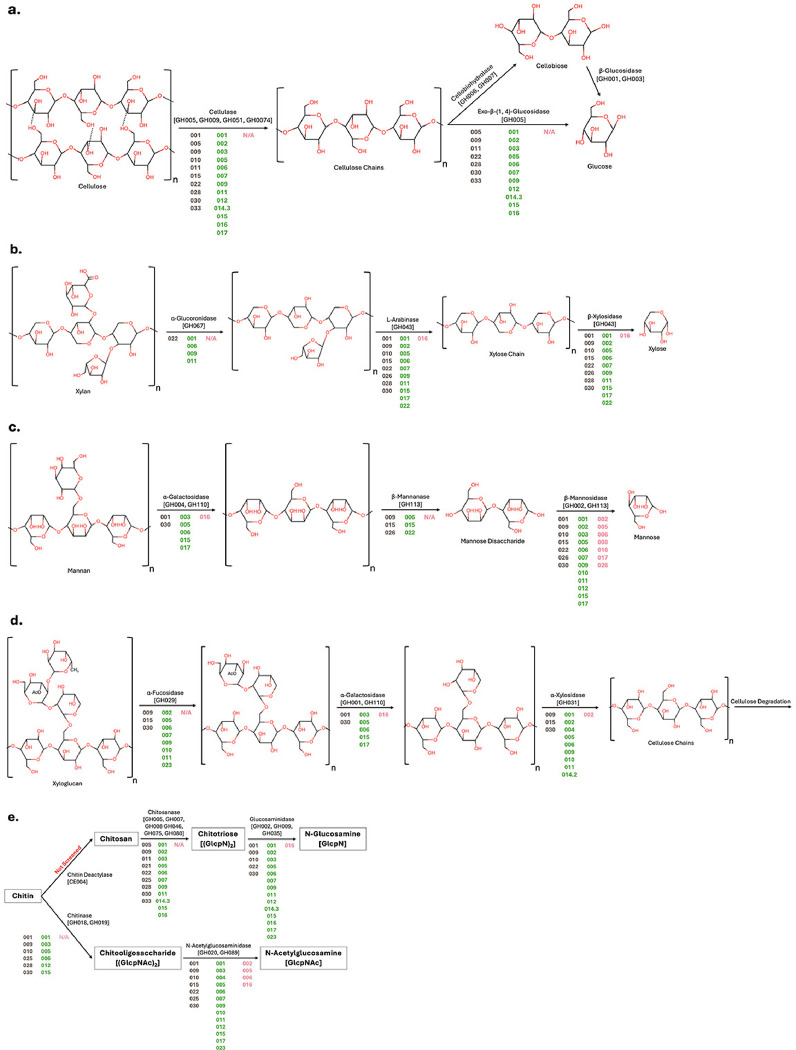 a.
Cellobiose
Cellobiohydrolase
[GH006, GH007]
β-Glucosidase
[GH001, GH003]
Cellulase
[GH005, GH009, GH051, GH0074]
001 001 N/A
005 002
009 003
010 005
011 006
015 007
022 009
028 011
030 012
033 014.3
015
016
017
Exo-β-(1, 4)-Glucosidase
[GH005]
005 001 N/A
009 002
011 003
022 005
028 006
030 007
033 009
012
014.3
015
016
n
n
Cellulose
Cellulose Chains
Glucose
b.
α-Glucoronidase
[GH067]
022 001 N/A
006
009
011
L-Arabinase
[GH043]
001 001 016
009 002
010 005
015 006
022 007
026 009
028 011
030 015
017
022
β-Xylosidase
[GH043]
001 001 016
009 002
010 005
015 006
022 007
026 009
028 011
030 015
017
022
Xylan
n
n
Xylose Chain
n
Xylose
c.
α-Galactosidase
[GH004, GH110]
001 003 016
030 005
006
015
017
β-Mannanase
[GH113]
009 005 N/A
015 015
026 022
β-Mannosidase
[GH002, GH113]
001 001 002
009 002 005
010 003 006
015 005 008
022 006 016
026 007 017
030 009 026
010
011
012
015
017
Mannan
n
n
Mannose Disaccharide
Mannose
d.
α-Fucosidase
[GH029]
009 002 N/A
015 005
030 006
007
009
010
011
023
α-Galactosidase
[GH001, GH110]
001 003 016
030 005
006
015
017
α-Xylosidase
[GH031]
009 001 002
015 002
030 004
005
006
009
010
011
014.2
Cellulose Degradation
Xyloglucan
n
n
n
Cellulose Chains
n
e.
Chitosanase
[GH005, GH007,
GH008 GH046,
GH075, GH080]
Glucosaminidase
[GH002, GH009,
GH035]
Chitosan
Chitotriose
[(GlcpN)₂]
N-Glucosamine
[GlcpN]
005 001 N/A
009 002
011 003
021 005
022 006
025 007
028 009
030 011
033 014.3
015
016
001 001 016
009 002
010 003
022 005
030 006
007
009
011
012
014.3
015
016
017
023
Not Screened
Chitin Deactylase
[CE004]
Chitin
Chitinase
[GH018, GH019]
001 001 N/A
009 003
010 005
025 006
028 012
030 015
Chitooligosaccharide
[(GlcpNAc)₂]
N-Acetylglucosaminidase
[GH020, GH089]
N-Acetylglucosamine
[GlcpNAc]
001 001 002
009 003 005
010 004 006
015 005 016
022 006
025 007
030 009
010
011
012
015
017
023